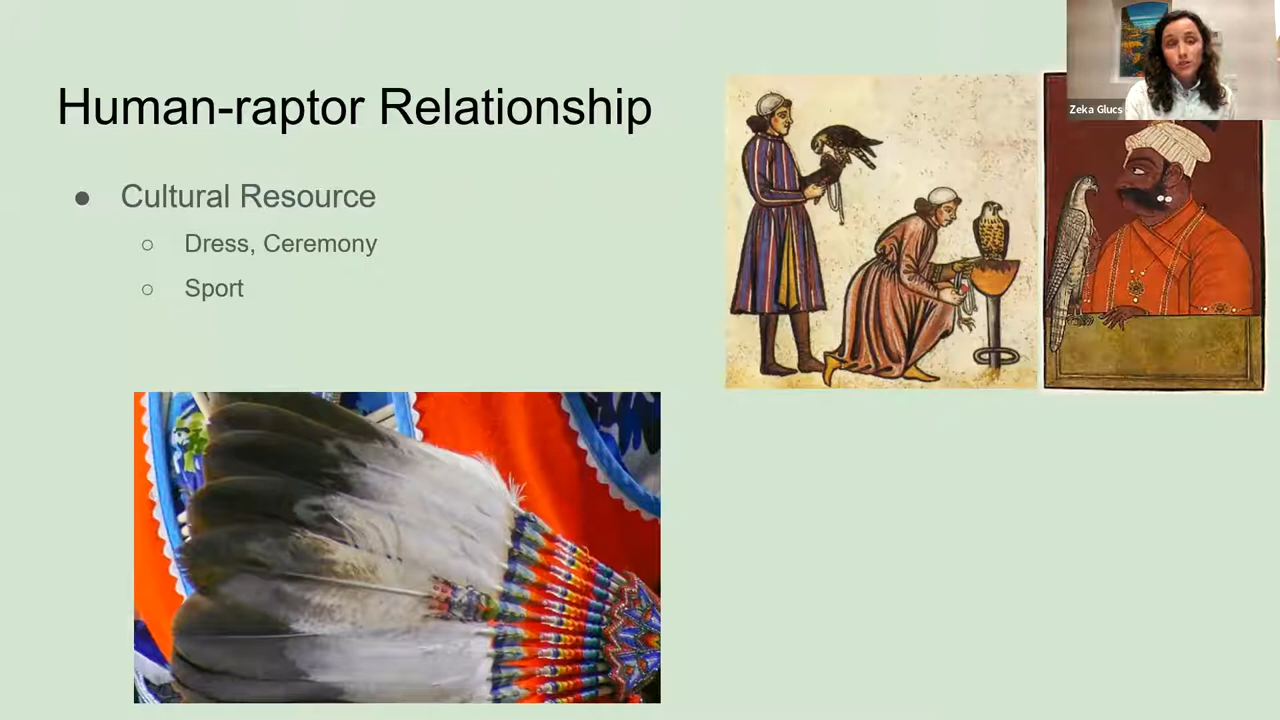 Human-raptor Relationship
● Cultural Resource
○ Dress, Ceremony
○ Sport
Zeka Glucs